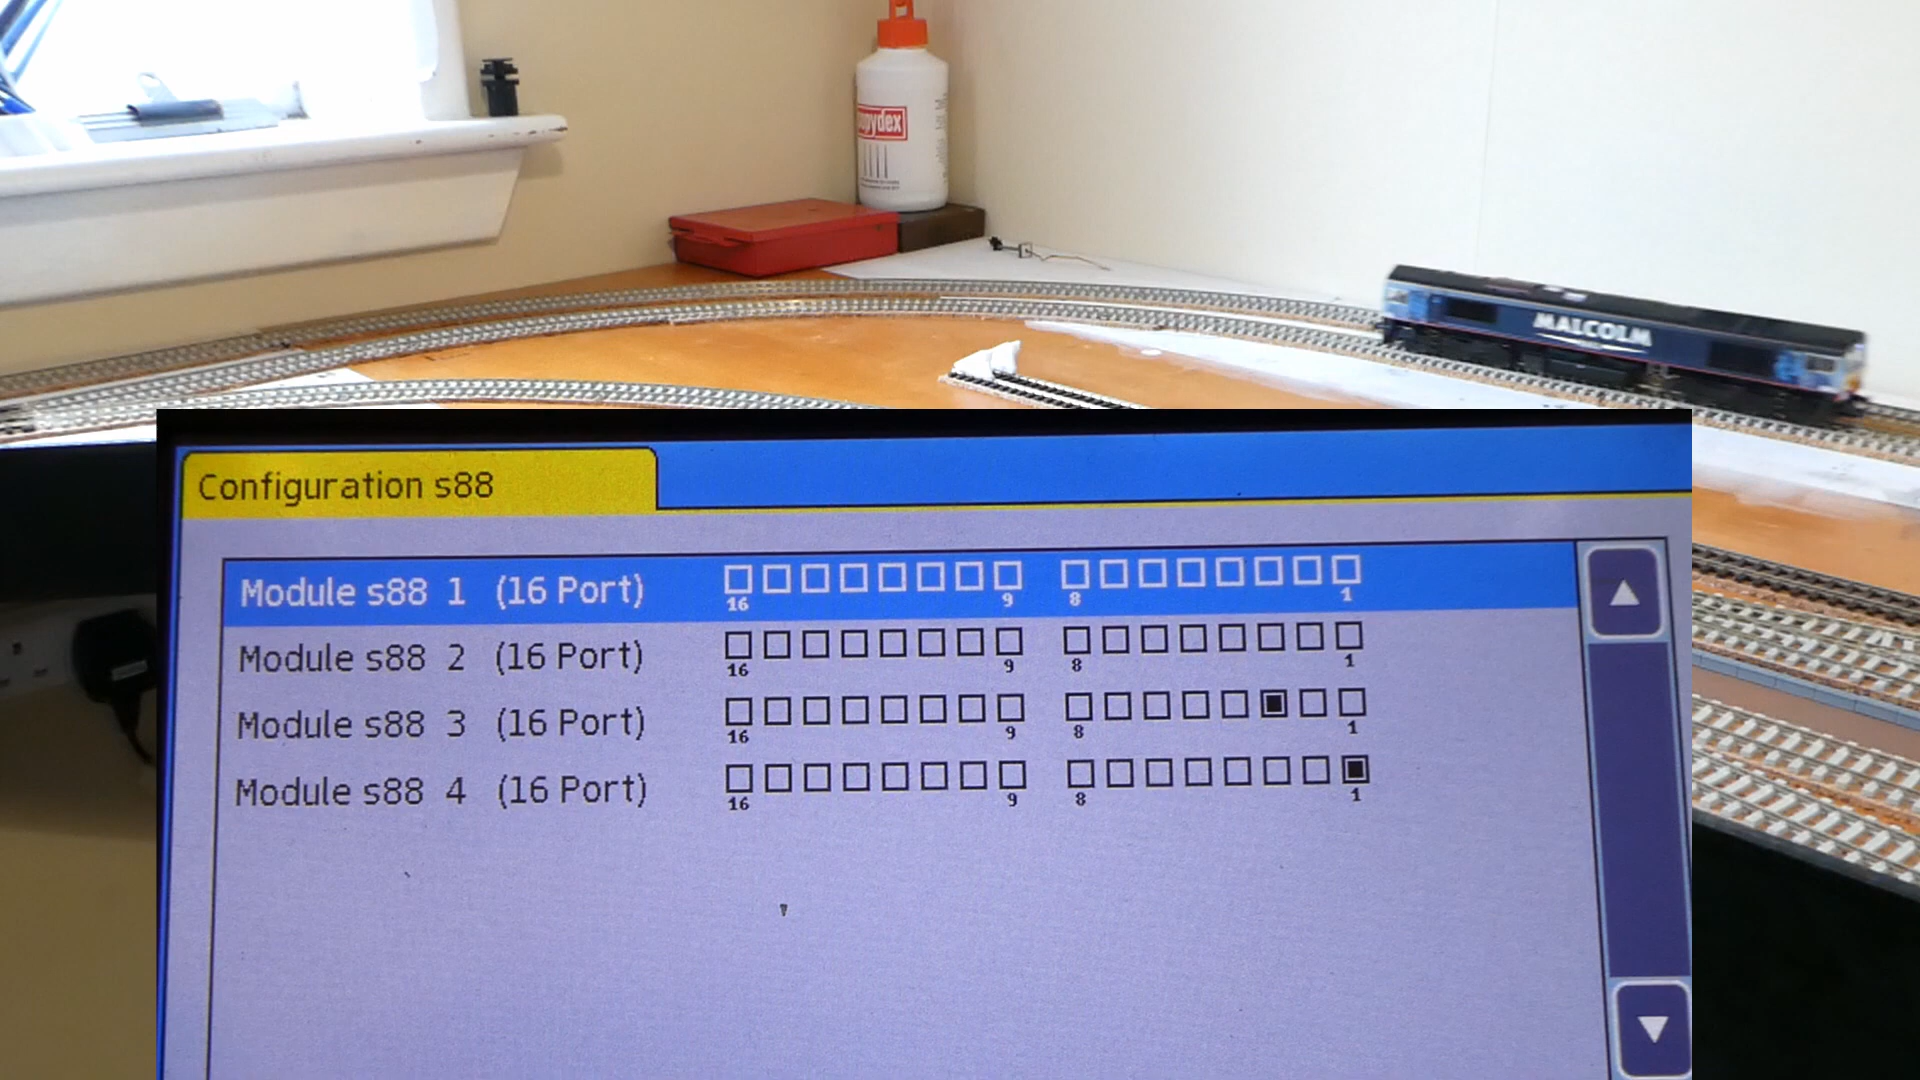 MALCOLM
Configuration s88
Module s88 1 (16 Port)
16 9 8 1
Module s88 2 (16 Port)
16 9 8 1
Module s88 3 (16 Port)
16 9 8 1
Module s88 4 (16 Port)
16 9 8 1